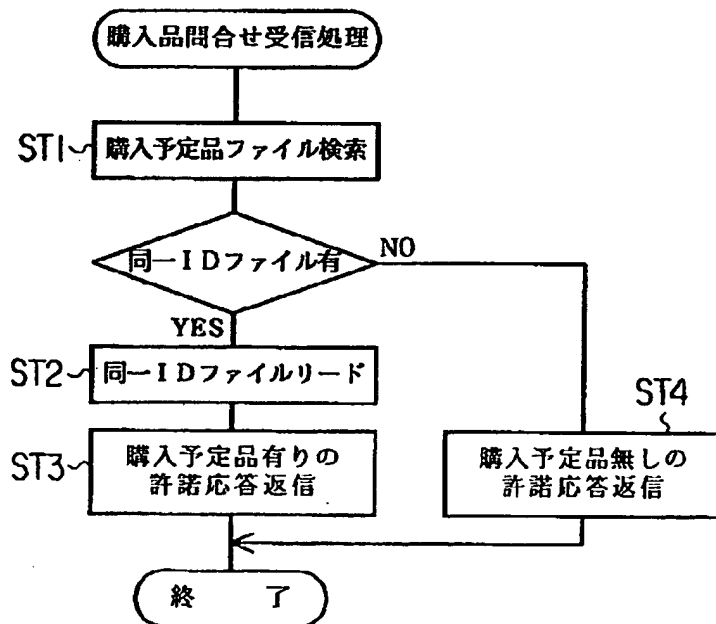 購入品問合せ受信処理
ST1
購入予定品ファイル検索
同一IDファイル有
NO
YES
ST2
同一IDファイルリード
ST4
ST3
購入予定品有りの
許諾応答返信
購入予定品無しの
許諾応答返信
終 了